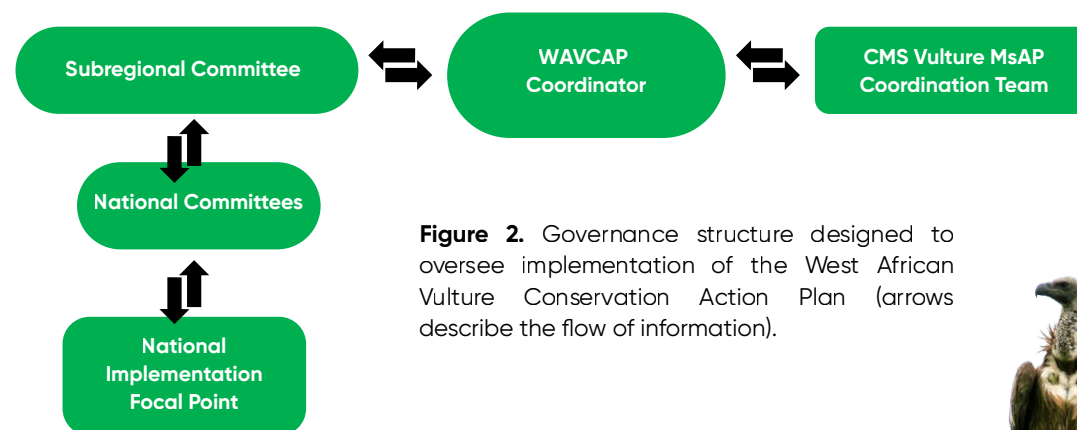 Subregional Committee
WAVCAP
Coordinator
CMS Vulture MsAP
Coordination Team
National Committees
National
Implementation
Focal Point
Figure 2. Governance structure designed to
oversee implementation of the West African
Vulture Conservation Action Plan (arrows
describe the flow of information).